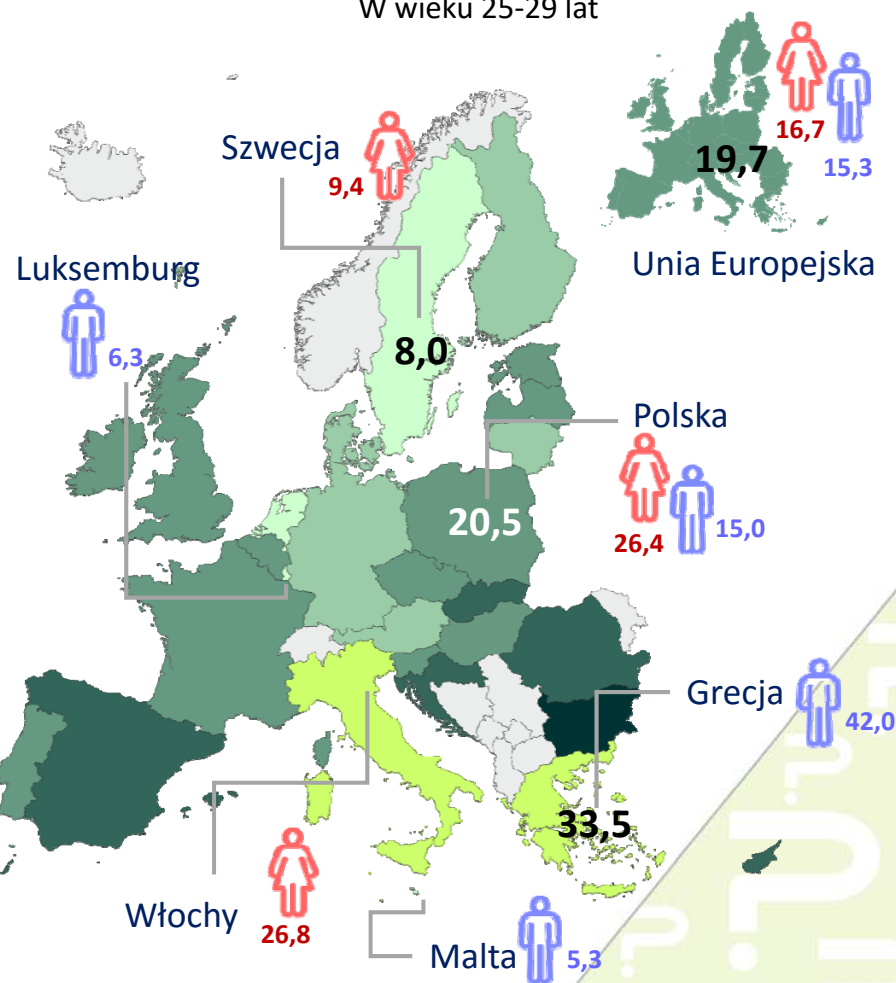 W wieku 25-29 lat
16,7
19,7
15,3
Unia Europejska
Szwecja
9,4
Luksemburg
6,3
8,0
Polska
20,5
26,4
15,0
Grecja
42,0
33,5
Włochy
26,8
Malta
5,3